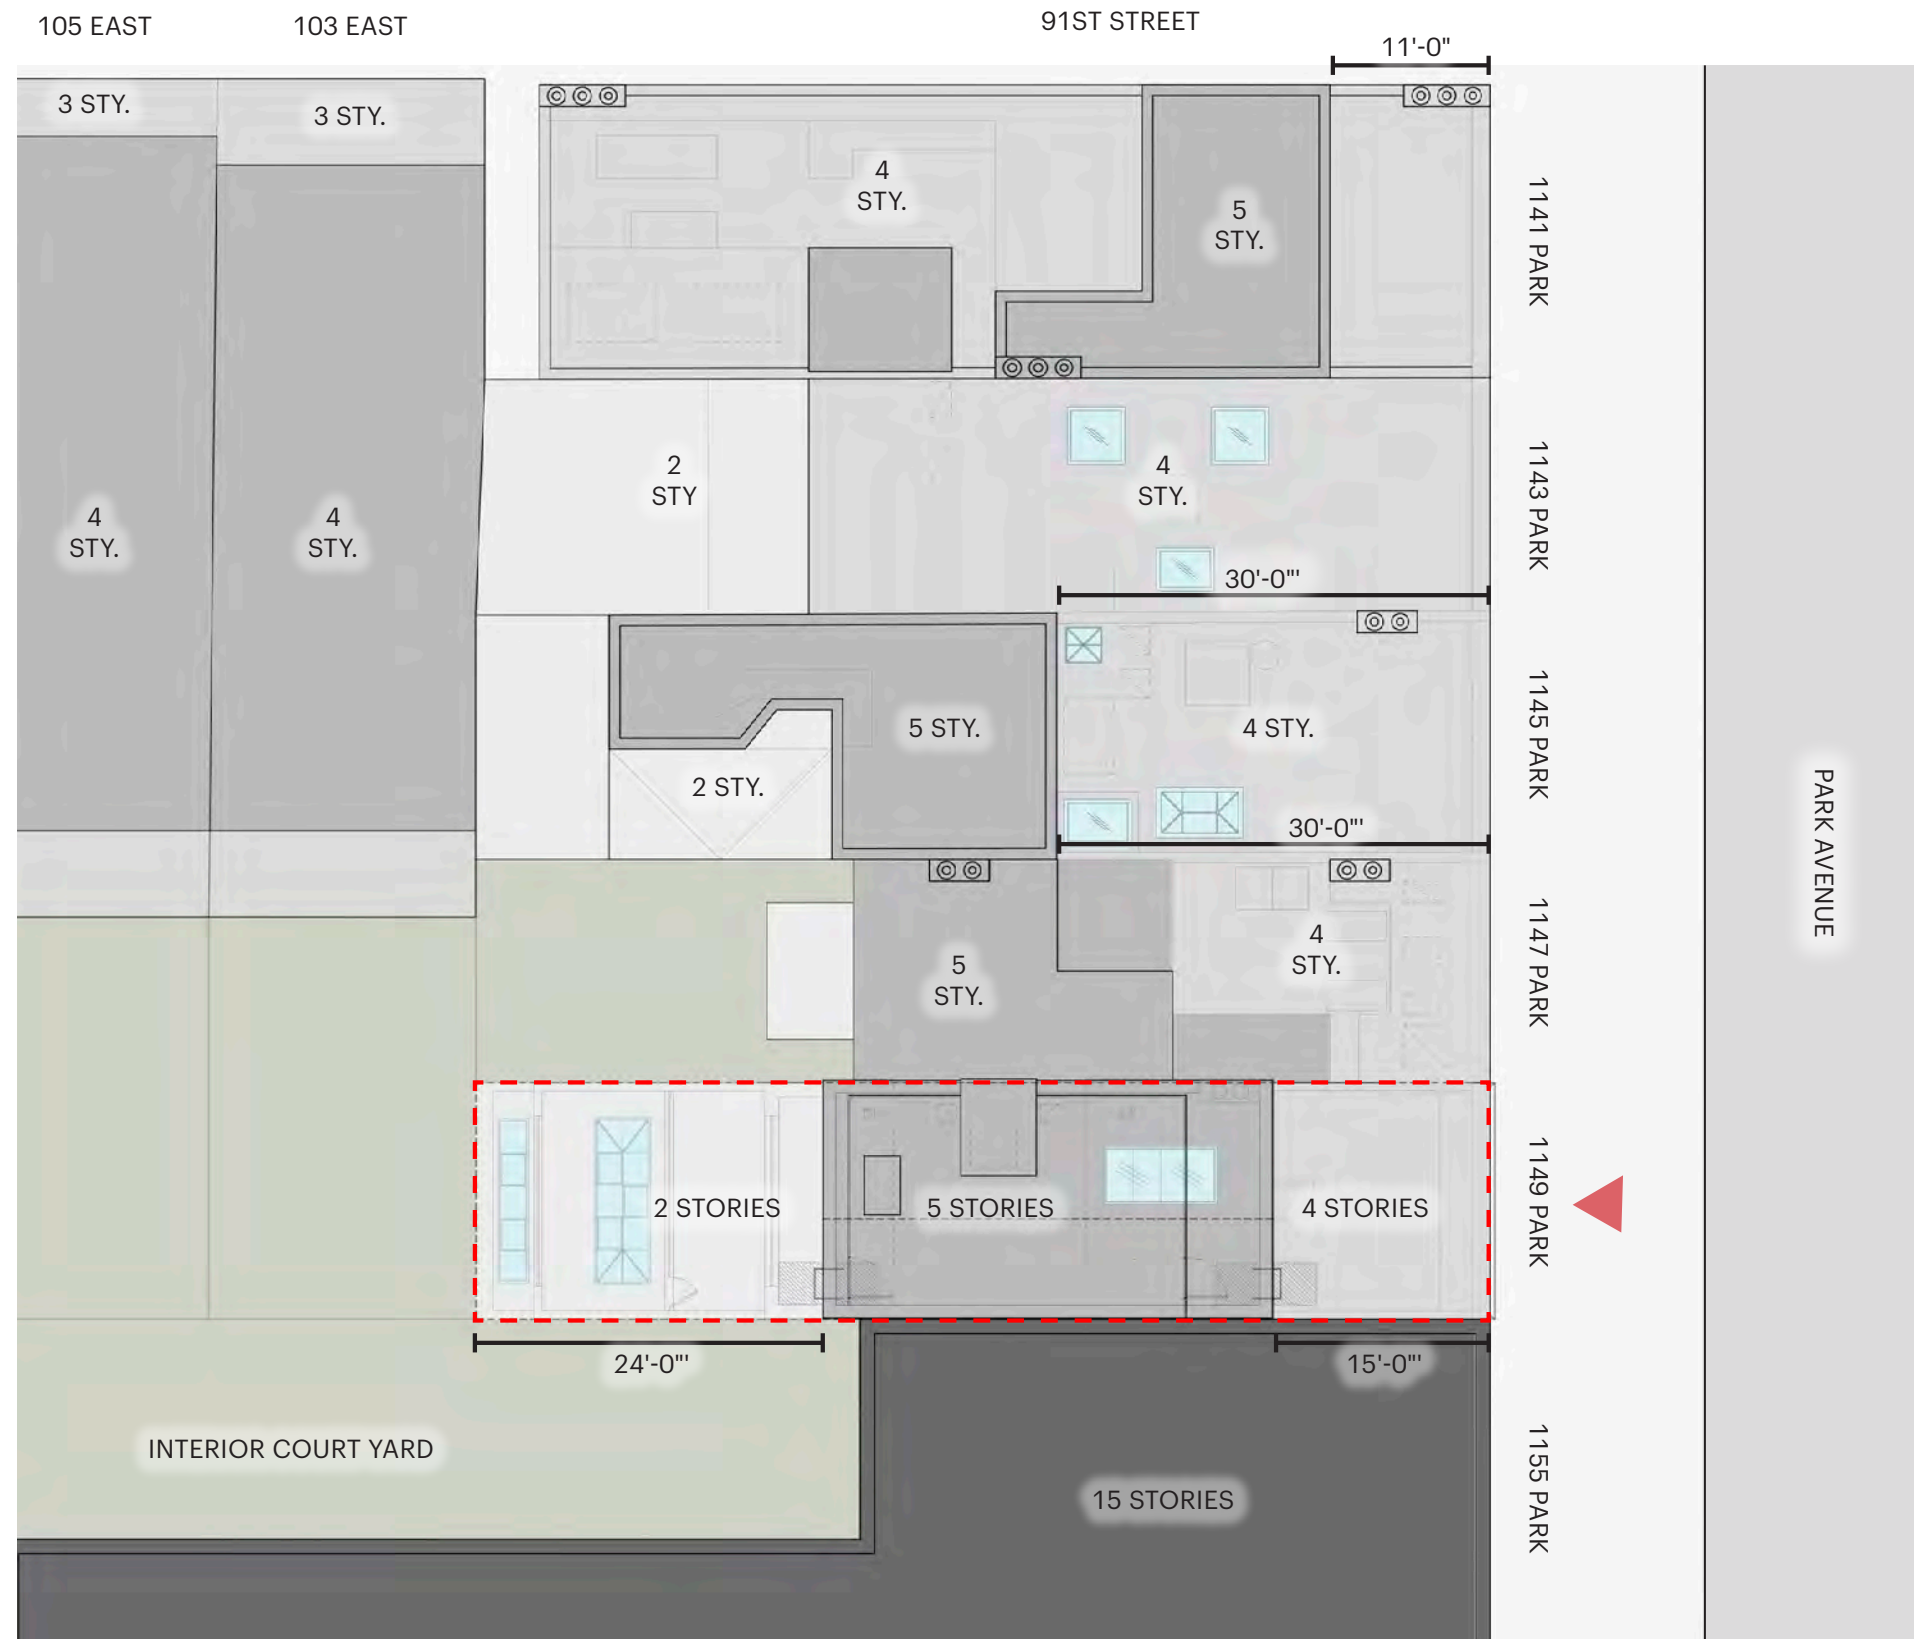 105 EAST
103 EAST
91ST STREET
11'-0"
3 STY.
3 STY.
4
STY.
5
STY.
1141 PARK
2
STY
4
STY.
1143 PARK
4
STY.
4
STY.
30'-0"'
5 STY.
4 STY.
1145 PARK
2 STY.
30'-0"'
PARK AVENUE
5
STY.
4
STY.
1147 PARK
2 STORIES
5 STORIES
4 STORIES
1149 PARK
24'-0"'
15'-0"'
INTERIOR COURT YARD
15 STORIES
1155 PARK